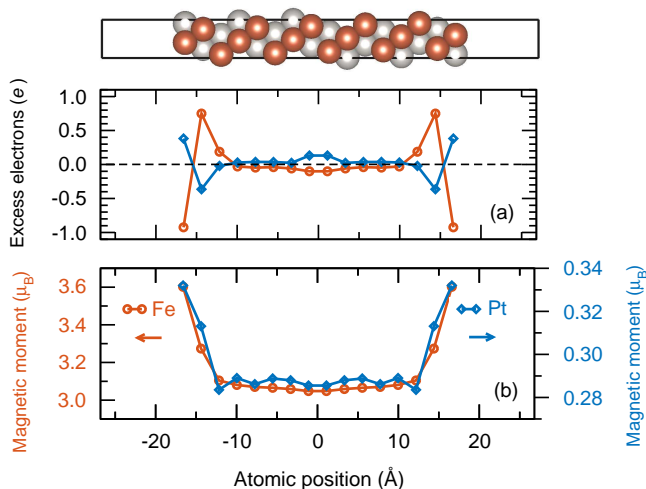 Excess electrons (e)
1.0
0.5
0.0
-0.5
-1.0
(a)
Magnetic moment (μB)
3.6
3.4
3.2
3.0
Fe
Pt
(b)
0.34
0.31
0.28
0.28
Magnetic moment (μB)
-20
-10
0
10
20
Atomic position (Å)